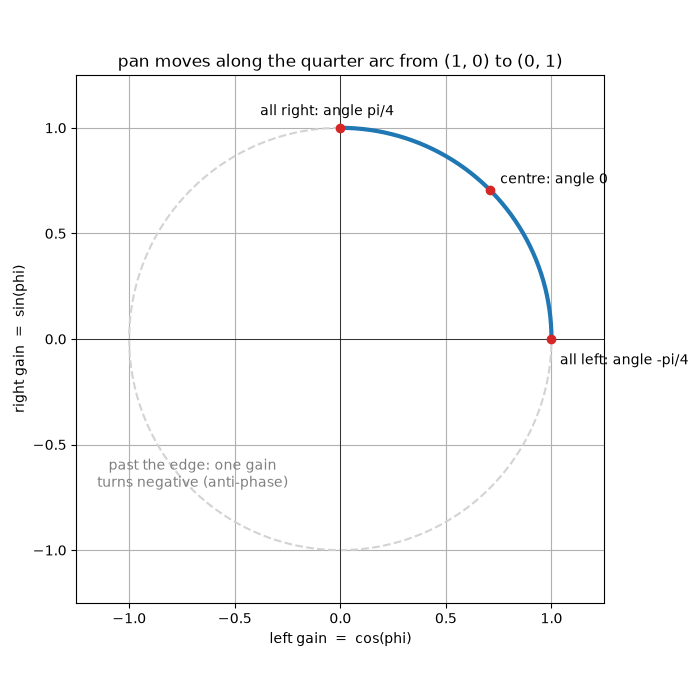 pan moves along the quarter arc from (1, 0) to (0, 1)
all right: angle pi/4
1.0
centre: angle 0
0.5
0.0
all left: angle -pi/4
right gain = sin(phi)
−0.5
past the edge: one gain
turns negative (anti-phase)
−1.0
−1.0 −0.5 0.0 0.5 1.0
left gain = cos(phi)